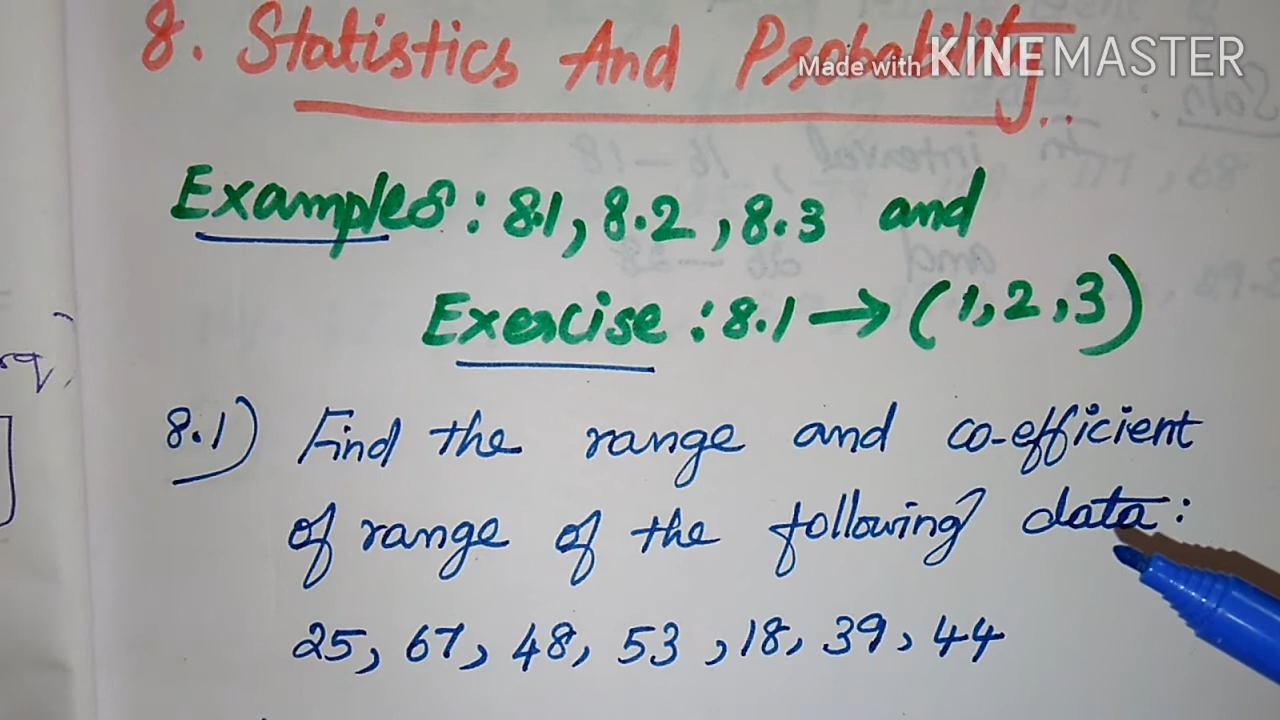 8. Statistics And Probability..
Made with KINEMASTER
Examples: 8.1, 8.2, 8.3 and
Exercise: 8.1 → (1, 2, 3)
8.1) Find the range and co-efficient
of range of the following data:
25, 67, 48, 53, 18, 39, 44